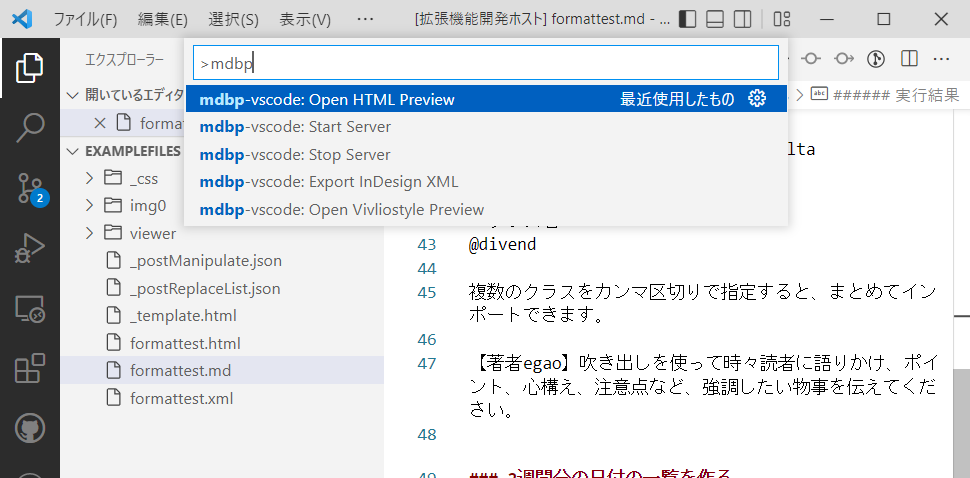 ファイル(F) 編集(E) 選択(S) 表示(V) ··· [拡張機能開発ホスト] formattest.md - ...
エクスプローラー
>mdbp
mdbp-vscode: Open HTML Preview 最近使用したもの
mdbp-vscode: Start Server
mdbp-vscode: Stop Server
mdbp-vscode: Export InDesign XML
mdbp-vscode: Open Vivliostyle Preview
開いているエディタ
format
EXAMPLEFILES
_css
img0
viewer
_postManipulate.json
_postReplaceList.json
_template.html
formattest.html
formattest.md
formattest.xml
2
abc ###### 実行結果
lta
43 @divend
44
45 複数のクラスをカンマ区切りで指定すると、まとめてイン
ポートできます。
46
47 【著者egao】吹き出しを使って時々読者に語りかけ、ポイ
ント、心構え、注意点など、強調したい物事を伝えてくだ
さい。
48
### 2週間分の日付の一覧を作る